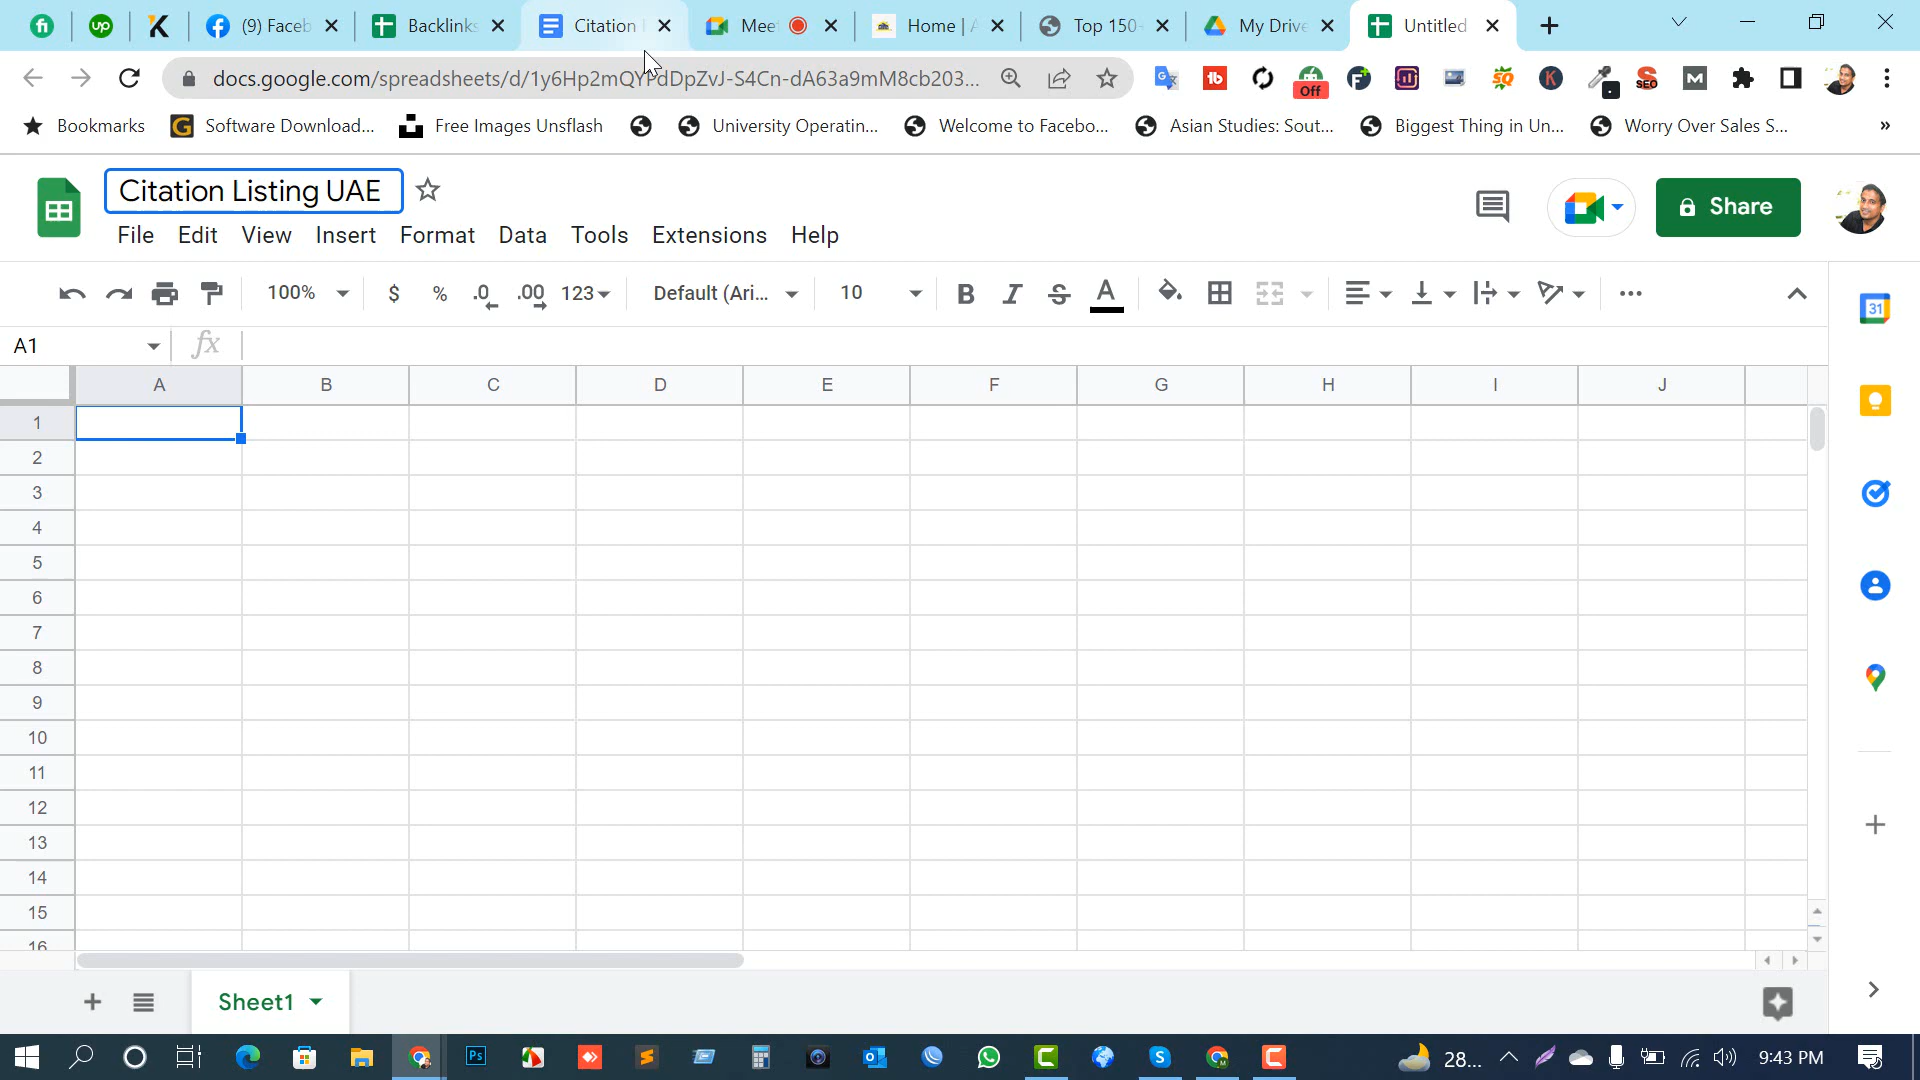 (9) Faceb
Backlinks
Citation
Meet
Home | A
Top 150
My Drive
Untitled
docs.google.com/spreadsheets/d/1y6Hp2mQYPdDpZvJ-S4Cn-dA63a9mM8cb203...
Off
Bookmarks
Software Download...
Free Images Unsflash
University Operatin...
Welcome to Facebo...
Asian Studies: Sout...
Biggest Thing in Un...
Worry Over Sales S...
»
Citation Listing UAE
Share
File Edit View Insert Format Data Tools Extensions Help
100% $ % .0 .00 123 Default (Ari... 10 B I S A
A1 fx
A B C D E F G H I J
1
2
3
4
5
6
7
8
9
10
11
12
13
14
15
16
31
Sheet1
28...
9:43 PM